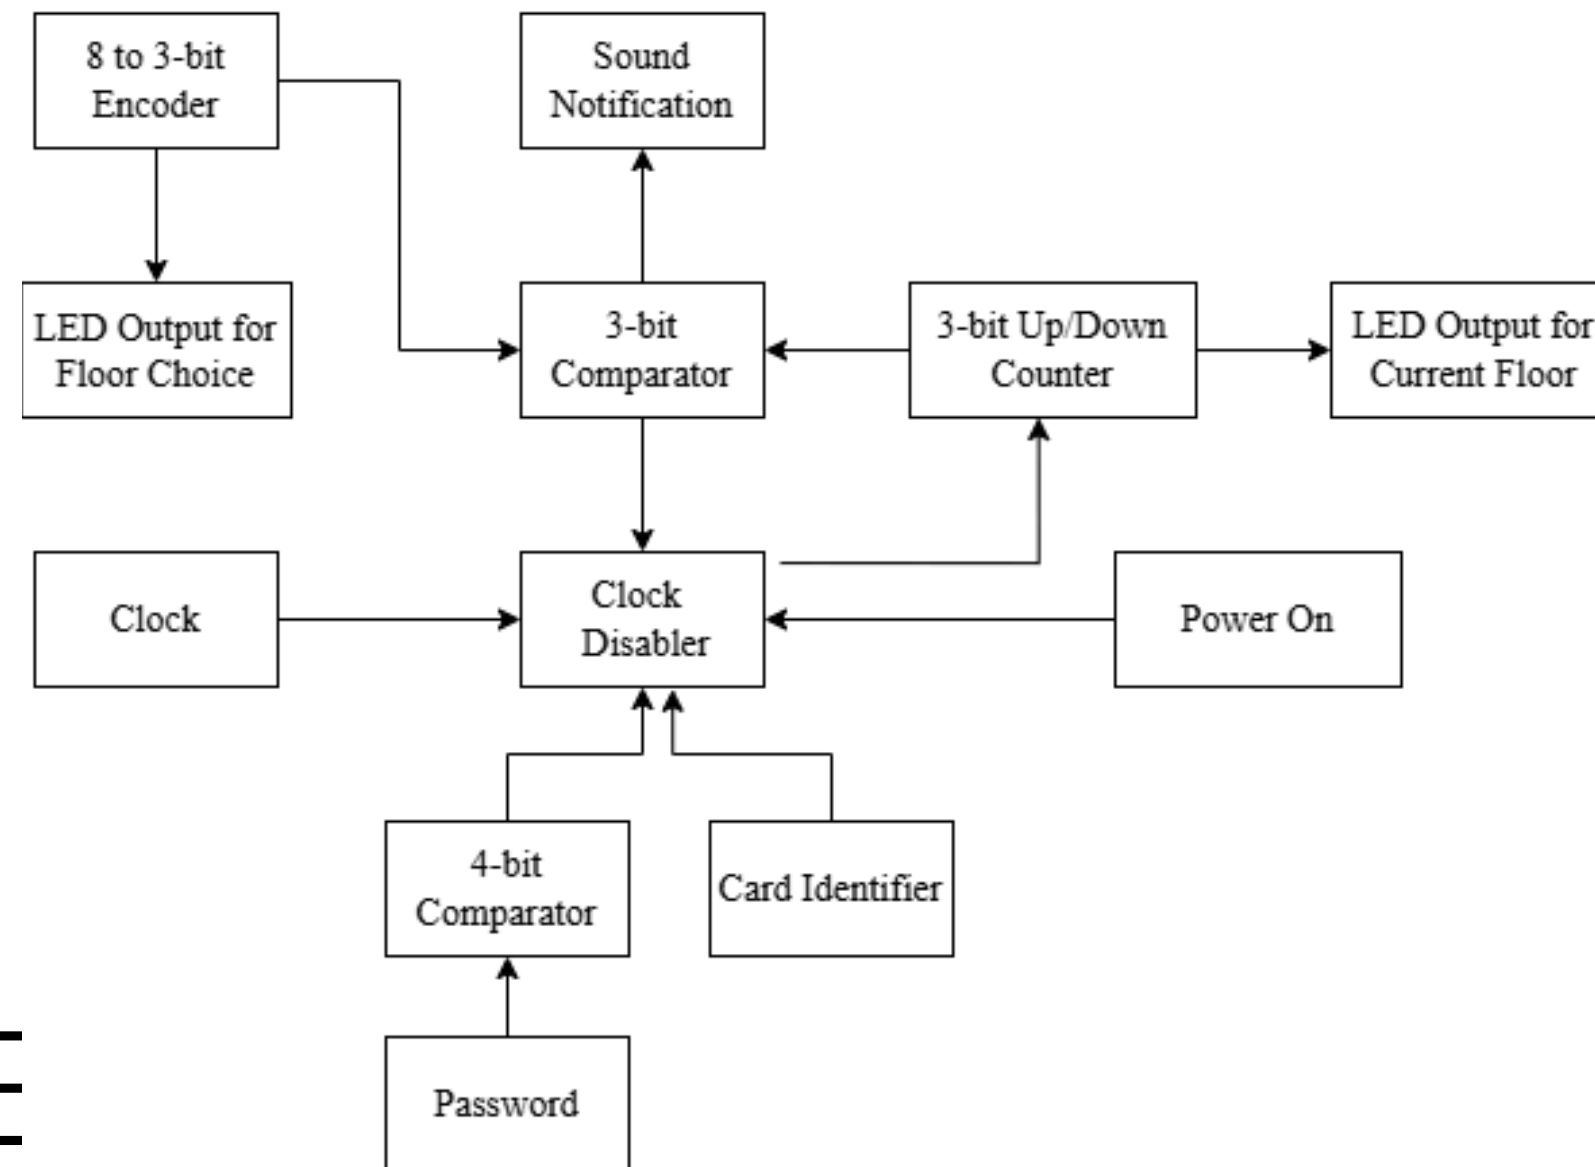 8 to 3-bit
Encoder
Sound
Notification
LED Output for
Floor Choice
3-bit
Comparator
3-bit Up/Down
Counter
LED Output for
Current Floor
Clock
Clock
Disabler
Power On
4-bit
Comparator
Card Identifier
Password